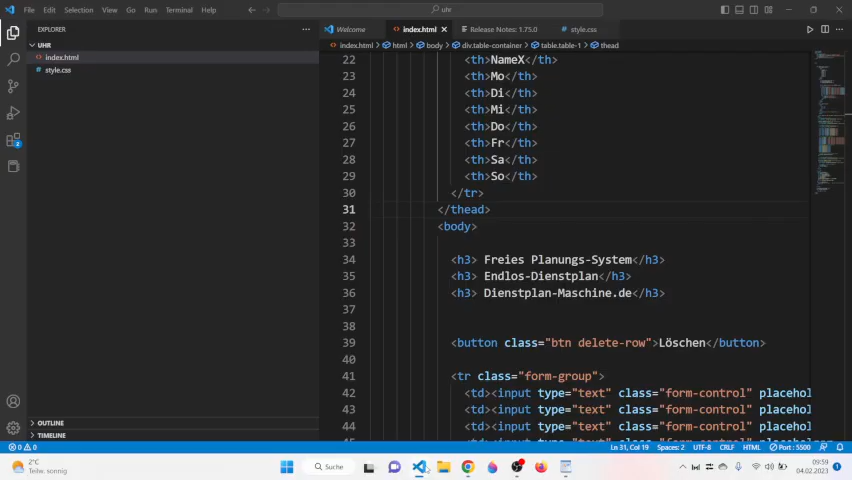 File Edit Selection View Go Run Terminal Help
uhr
EXPLORER
UHR
index.html
style.css
OUTLINE
TIMELINE
Welcome
index.html
Release Notes: 1.75.0
style.css
index.html > html > body > div.table-container > table.table-1 > thead
22 <th>NameX</th>
23 <th>Mo</th>
24 <th>Di</th>
25 <th>Mi</th>
26 <th>Do</th>
27 <th>Fr</th>
28 <th>Sa</th>
29 <th>So</th>
30 </tr>
31 </thead>
32 <body>
33
34 <h3> Freies Planungs-System</h3>
35 <h3> Endlos-Dienstplan</h3>
36 <h3> Dienstplan-Maschine.de</h3>
37
38
39 <button class="btn delete-row">Löschen</button>
40
41 <tr class="form-group">
42 <td><input type="text" class="form-control" placehol
43 <td><input type="text" class="form-control" placehol
44 <td><input type="text" class="form-control" placehol
0 0
Ln 31, Col 19 Spaces: 2 UTF-8 CRLF HTML Port : 5500
2°C
Teilw. sonnig
Suche
09:59
04.02.2023